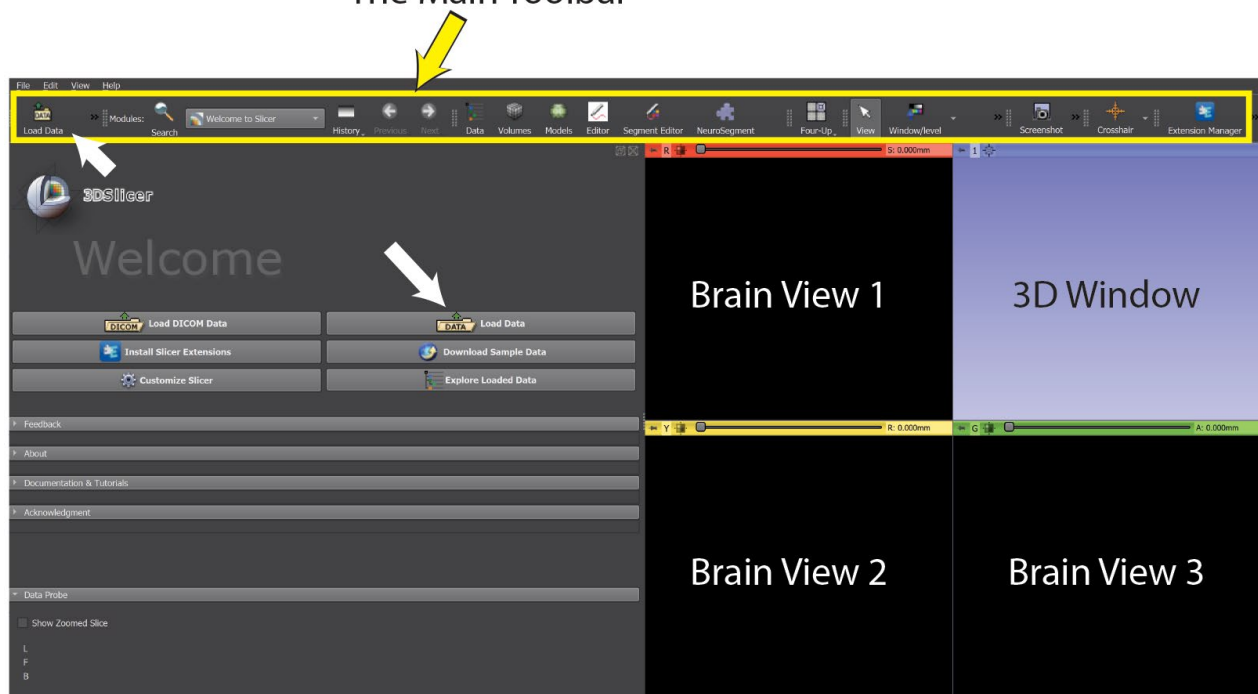 The Main Toolbar
File Edit View Help
DATA Load Data » Modules: Search Welcome to Slicer History Previous Next Data Volumes Models Editor Segment Editor NeuroSegment Four-Up View Window/level » Screenshot » Crosshair Extension Manager »
R S: 0.000mm 1
3DSlicer
Welcome
Brain View 1 3D Window
DICOM Load DICOM Data DATA Load Data
Install Slicer Extensions Download Sample Data
Customize Slicer Explore Loaded Data
Feedback
Y R: 0.000mm G A: 0.000mm
About
Documentation & Tutorials
Acknowledgment
Brain View 2 Brain View 3
Data Probe
Show Zoomed Slice
L
F
B